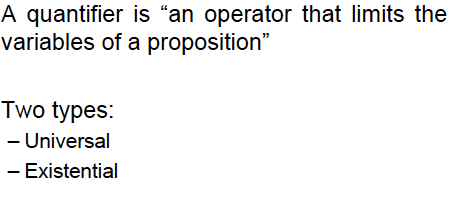 A quantifier is “an operator that limits the
variables of a proposition”
Two types:
– Universal
– Existential